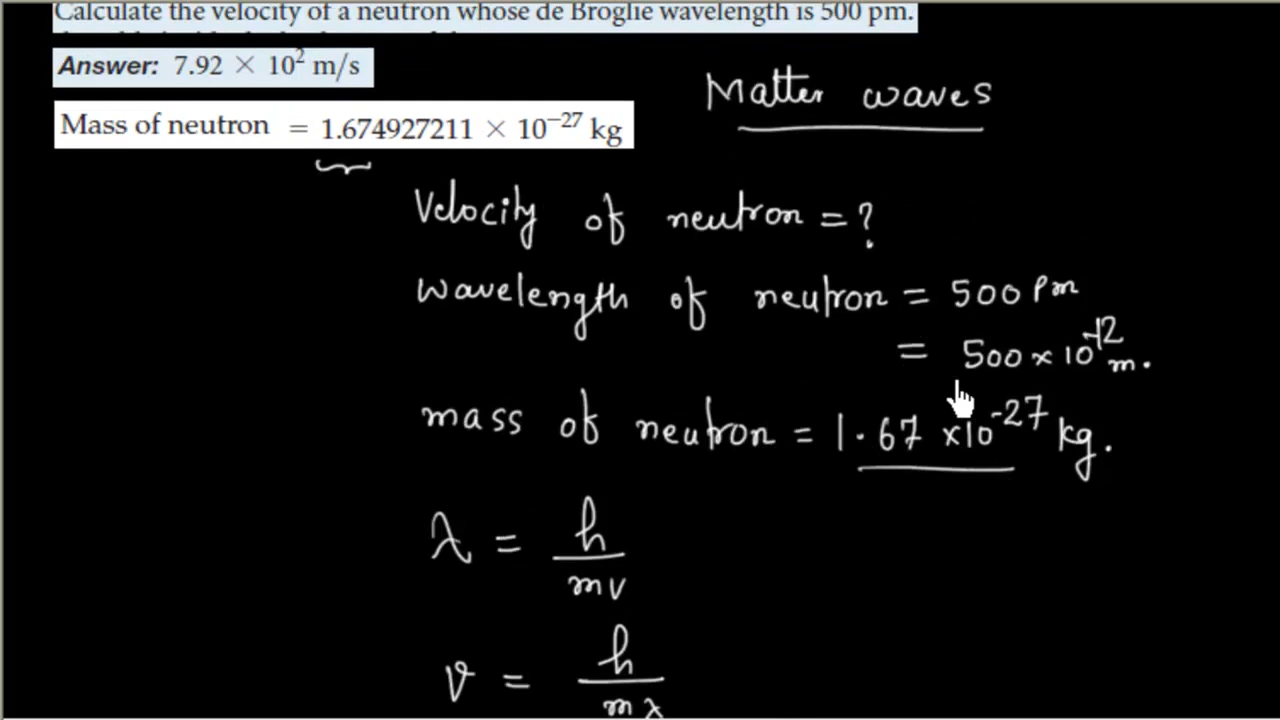 Calculate the velocity of a neutron whose de Broglie wavelength is 500 pm.
Answer: 7.92 × 10² m/s
Matter waves
Mass of neutron = 1.674927211 × 10⁻²⁷ kg
Velocity of neutron = ?
wavelength of neutron = 500 Pm
= 500 × 10⁻¹² m.
mass of neutron = 1.67 ×10⁻²⁷ kg.
λ = h
mv
v = h
mλ